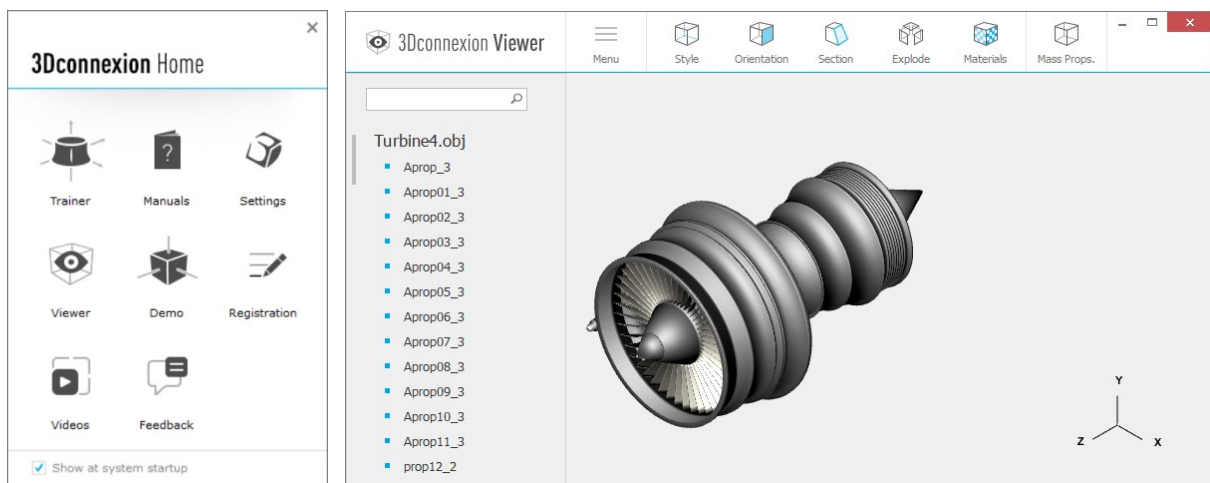 3Dconnexion Home
Trainer
Manuals
Settings
?
Viewer
Demo
Registration
Videos
Feedback
Show at system startup
3Dconnexion Viewer
Menu
Style
Orientation
Section
Explode
Materials
Mass Props.
Turbine4.obj
Aprop_3
Aprop01_3
Aprop02_3
Aprop03_3
Aprop04_3
Aprop05_3
Aprop06_3
Aprop07_3
Aprop08_3
Aprop09_3
Aprop10_3
Aprop11_3
prop12_2
Y
Z
X